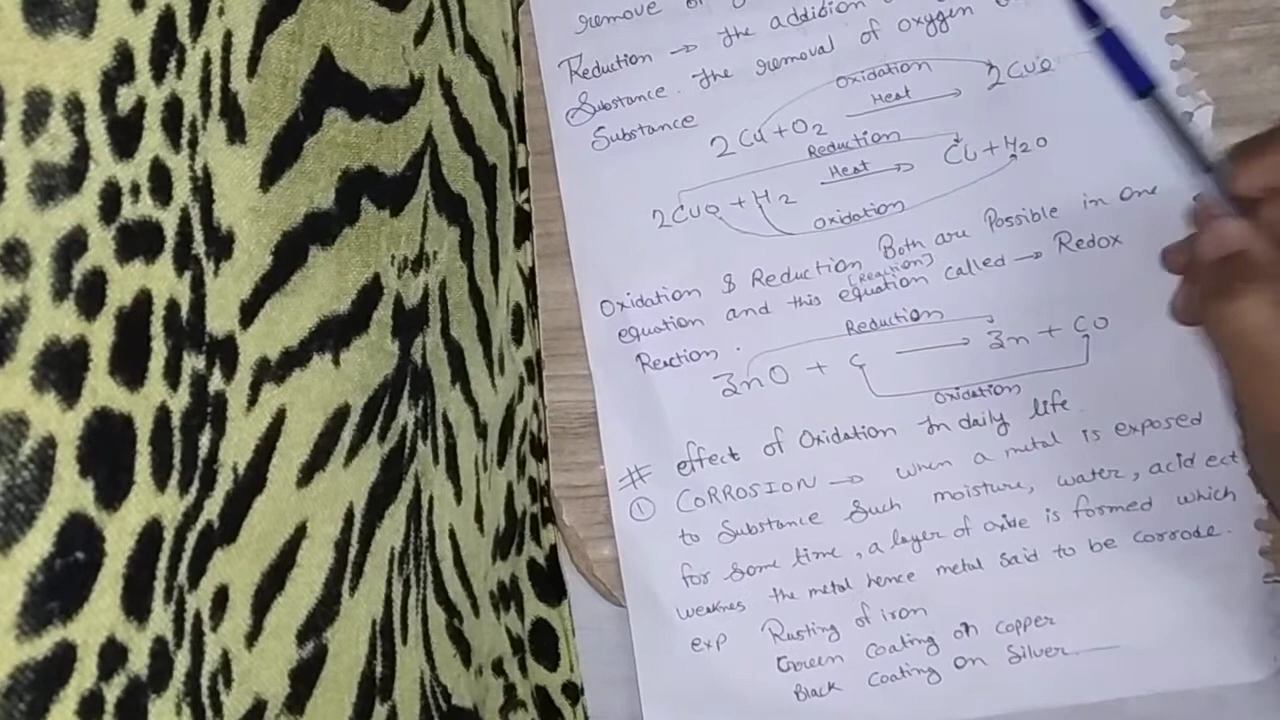 remove of
Reduction → The addition
Substance. The removal of oxygen
Substance
Oxidation
2Cu + O2 Heat → 2CuO
Reduction
2CuO + H2 Heat → Cu + H2O
Oxidation
Oxidation & Reduction Both are Possible in one
[Reaction]
equation and this equation called → Redox
Reaction.
Reduction
ZnO + C → Zn + CO
Oxidation
# effect of Oxidation In daily life
① CORROSION → when a metal is exposed
to Substance Such moisture, water, acid ect
for some time, a layer of oxide is formed which
weaknes the metal hence metal said to be corrode.
exp Rusting of iron
Green coating on copper
Black coating on Silver